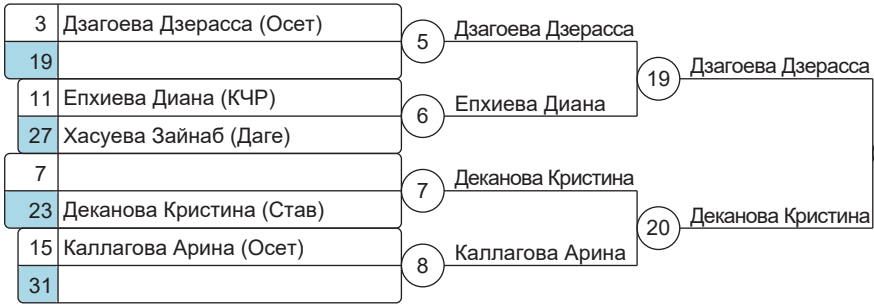 3 Дзагоева Дзерасса (Осет)
19
5
Дзагоева Дзерасса
11 Епхиева Диана (КЧР)
27 Хасуева Зайнаб (Даге)
6
Епхиева Диана
19
Дзагоева Дзерасса
7
23 Деканова Кристина (Став)
7
Деканова Кристина
15 Каллагова Арина (Осет)
31
8
Каллагова Арина
20
Деканова Кристина